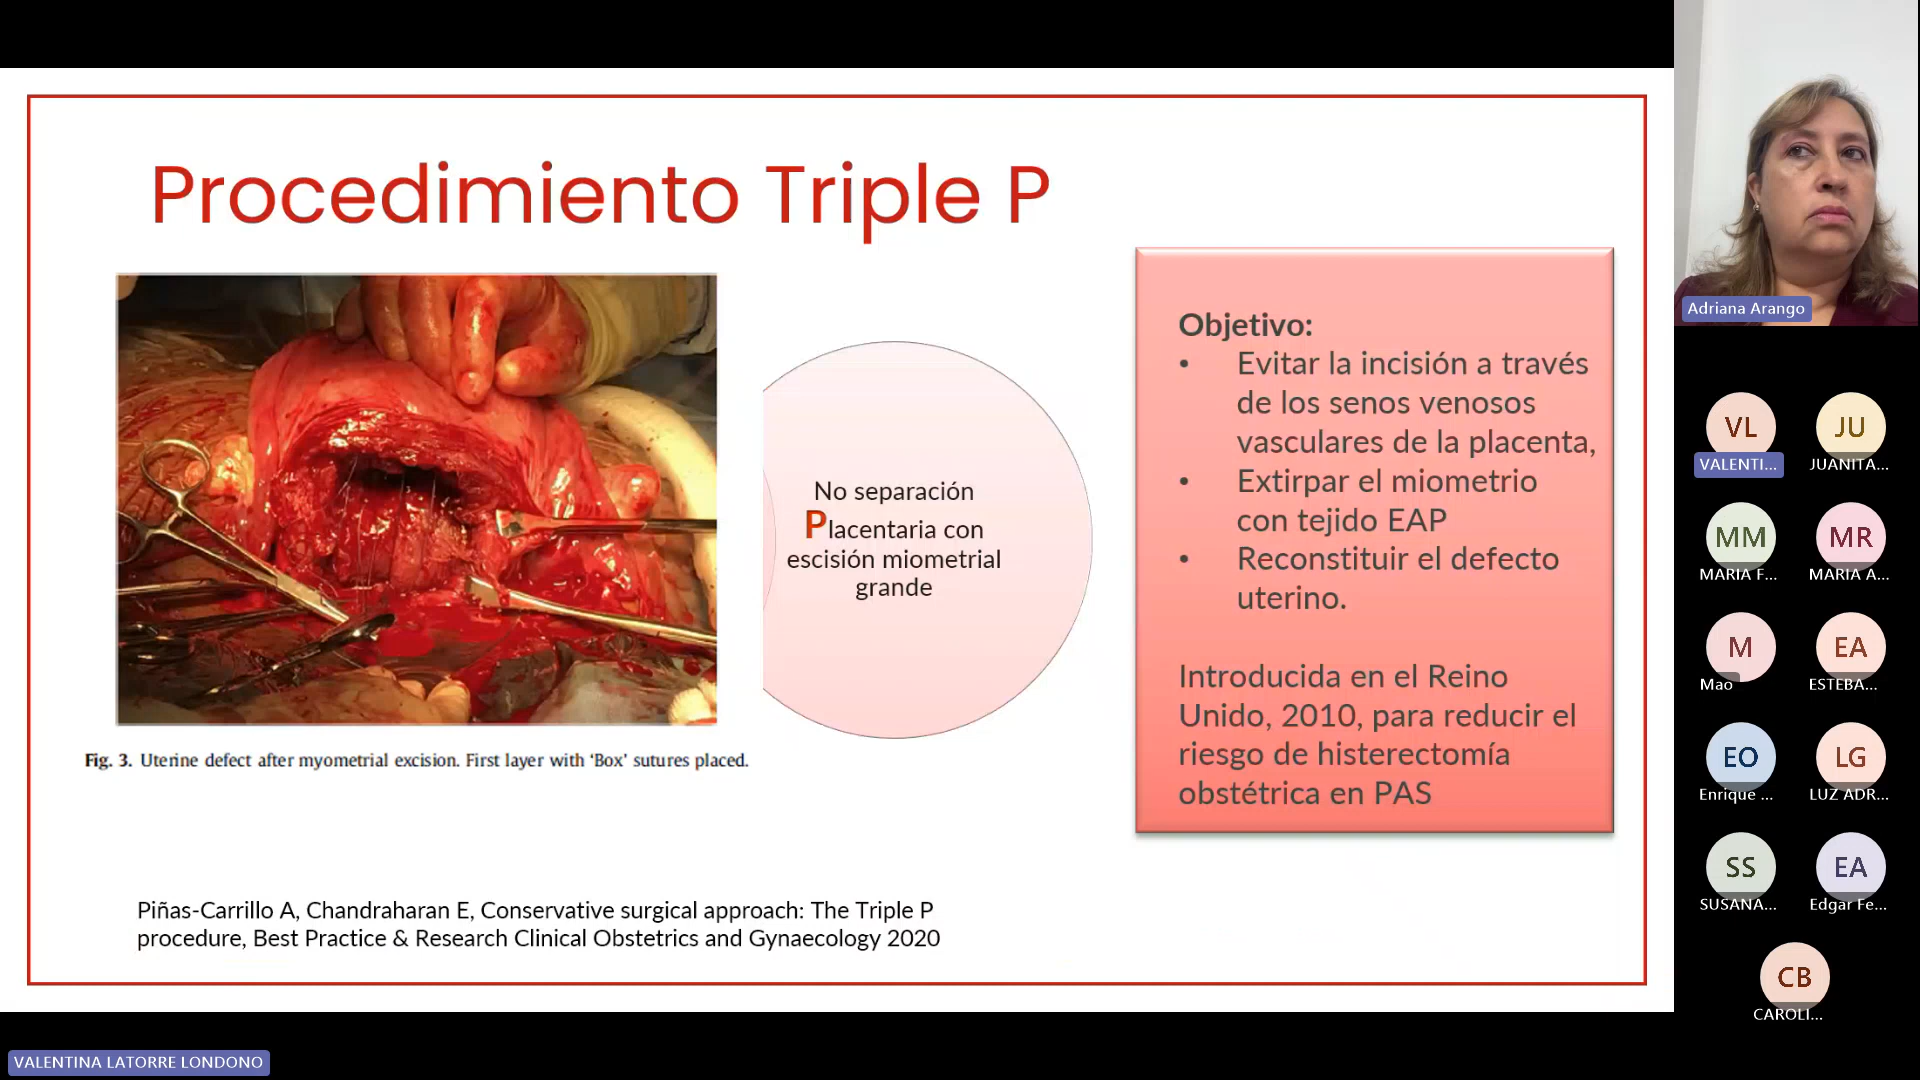 Procedimiento Triple P
No separación
Placentaria con
escisión miometrial
grande
Objetivo:
• Evitar la incisión a través
de los senos venosos
vasculares de la placenta,
• Extirpar el miometrio
con tejido EAP
• Reconstituir el defecto
uterino.
Introducida en el Reino
Unido, 2010, para reducir el
riesgo de histerectomía
obstétrica en PAS
Fig. 3. Uterine defect after myometrial excision. First layer with ‘Box’ sutures placed.
Piñas-Carrillo A, Chandraharan E, Conservative surgical approach: The Triple P
procedure, Best Practice & Research Clinical Obstetrics and Gynaecology 2020
Adriana Arango
VL
VALENTI...
JU
JUANITA...
MM
MARIA F...
MR
MARIA A...
M
Mao
EA
ESTEBA...
EO
Enrique ...
LG
LUZ ADR...
SS
SUSANA...
EA
Edgar Fe...
CB
CAROLI...
VALENTINA LATORRE LONDONO